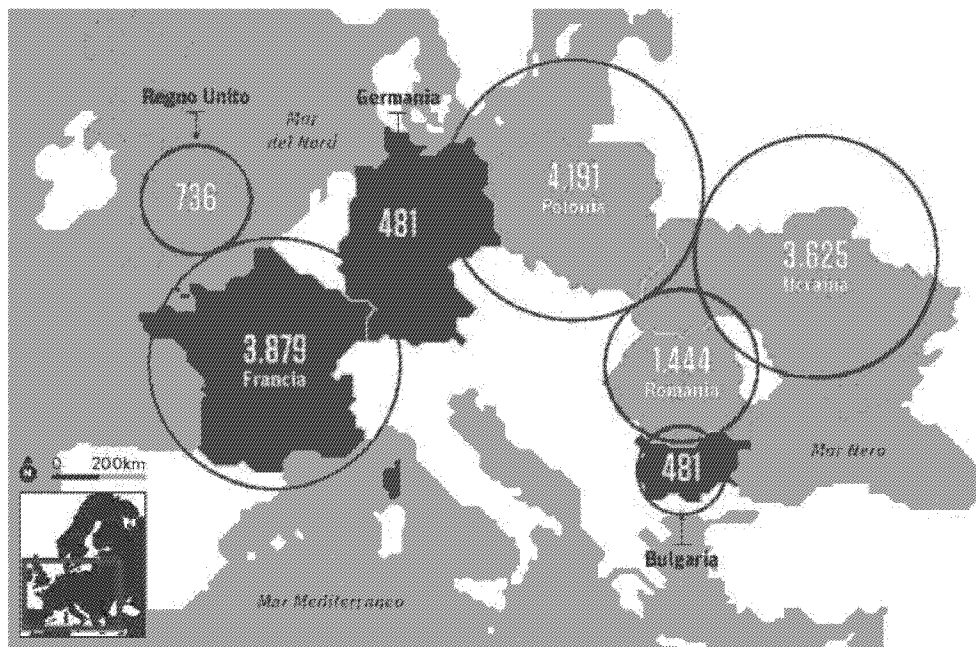 Regno Unito
Germania
Mar
del Nord
736
481
4.191
Polonia
3.625
Ucraina
3.879
Francia
1.444
Romania
481
Mar Nero
0 200km
N
Bulgaria
Mar Mediterraneo